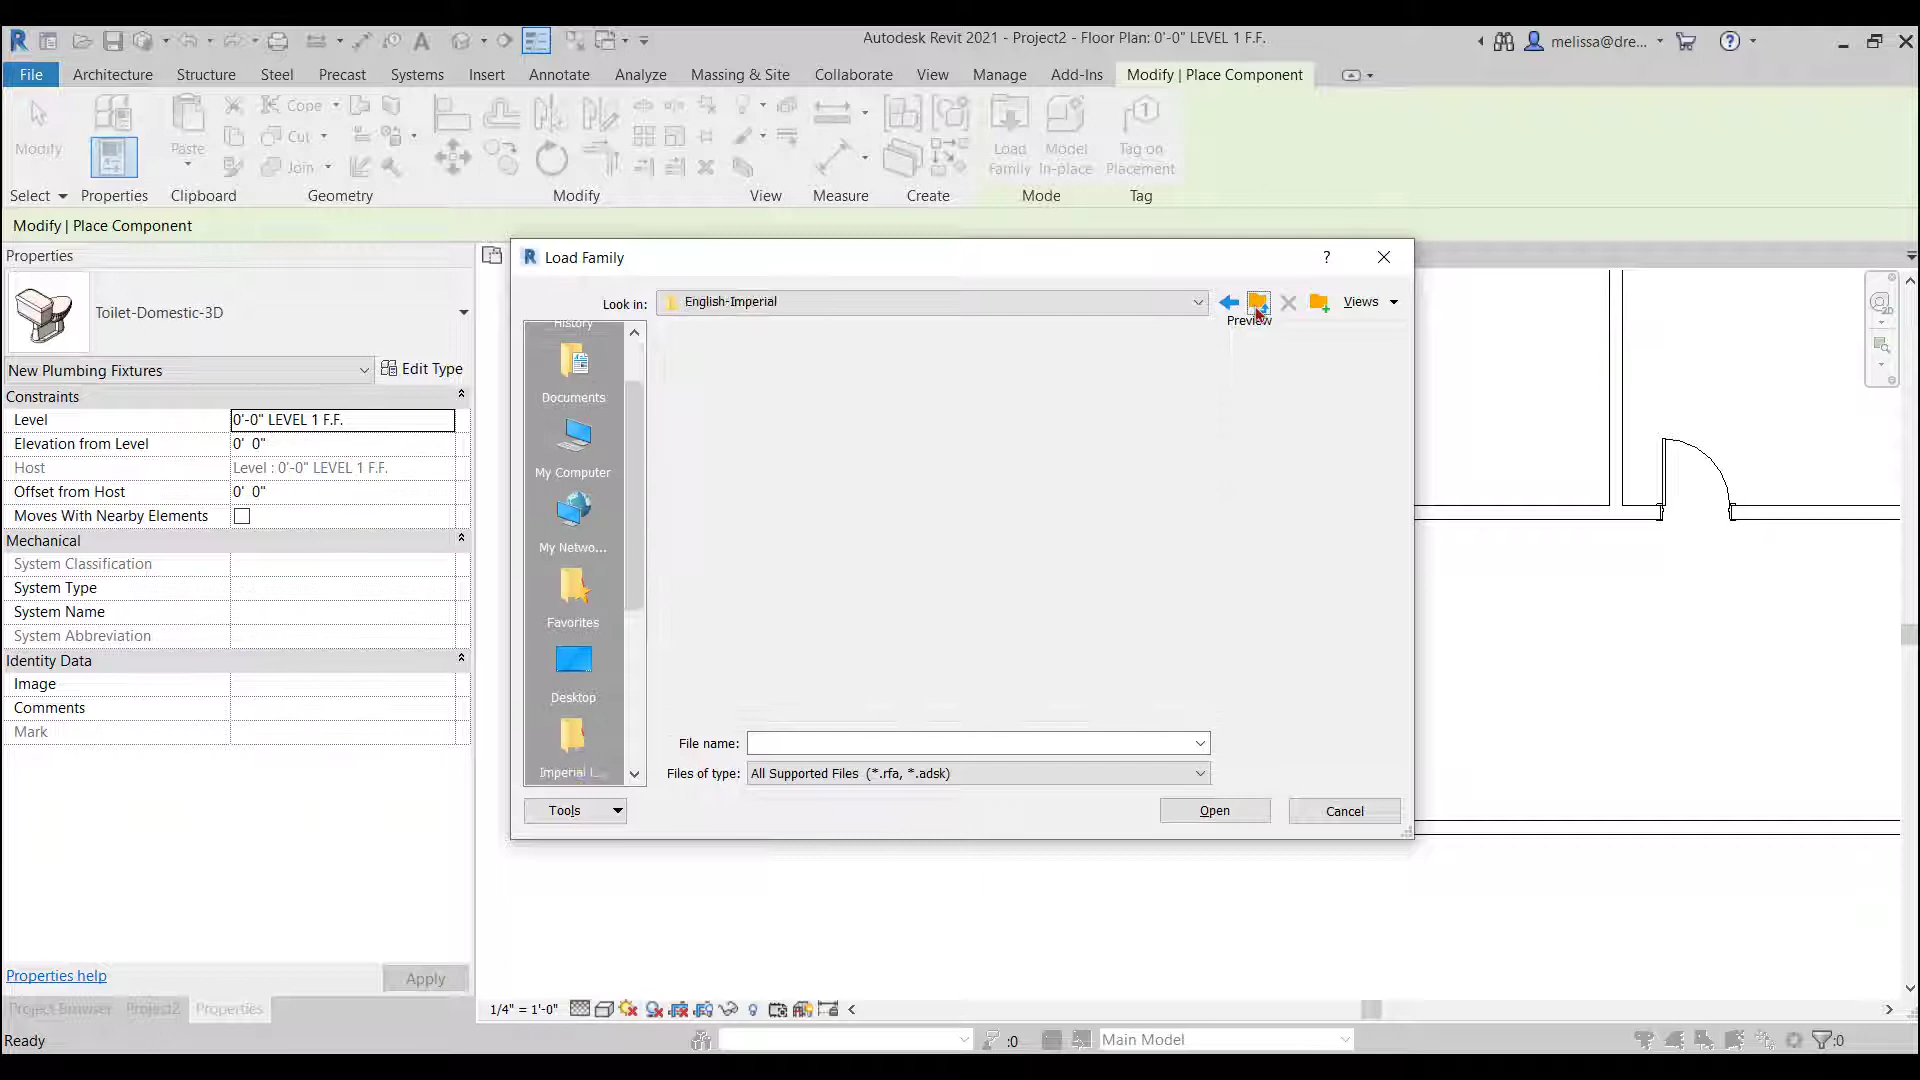 Autodesk Revit 2021 - Project2 - Floor Plan: 0'-0" LEVEL 1 F.F.
melissa@dre...
File Architecture Structure Steel Precast Systems Insert Annotate Analyze Massing & Site Collaborate View Manage Add-Ins Modify | Place Component
Modify
Paste
Cope
Cut
Join
Load Family
Model In-place
Tag on Placement
Select Properties Clipboard Geometry Modify View Measure Create Mode Tag
Modify | Place Component
Properties
Toilet-Domestic-3D
New Plumbing Fixtures
Edit Type
Constraints
Level 0'-0" LEVEL 1 F.F.
Elevation from Level 0' 0"
Host Level : 0'-0" LEVEL 1 F.F.
Offset from Host 0' 0"
Moves With Nearby Elements
Mechanical
System Classification
System Type
System Name
System Abbreviation
Identity Data
Image
Comments
Mark
Properties help
Apply
Project Browser Project2 Properties
Load Family
Look in: English-Imperial
Views
Preview
History
Documents
My Computer
My Netwo...
Favorites
Desktop
Imperial l...
File name:
Files of type: All Supported Files (*.rfa, *.adsk)
Tools
Open
Cancel
2D
1/4" = 1'-0"
Ready
:0
Main Model
:0